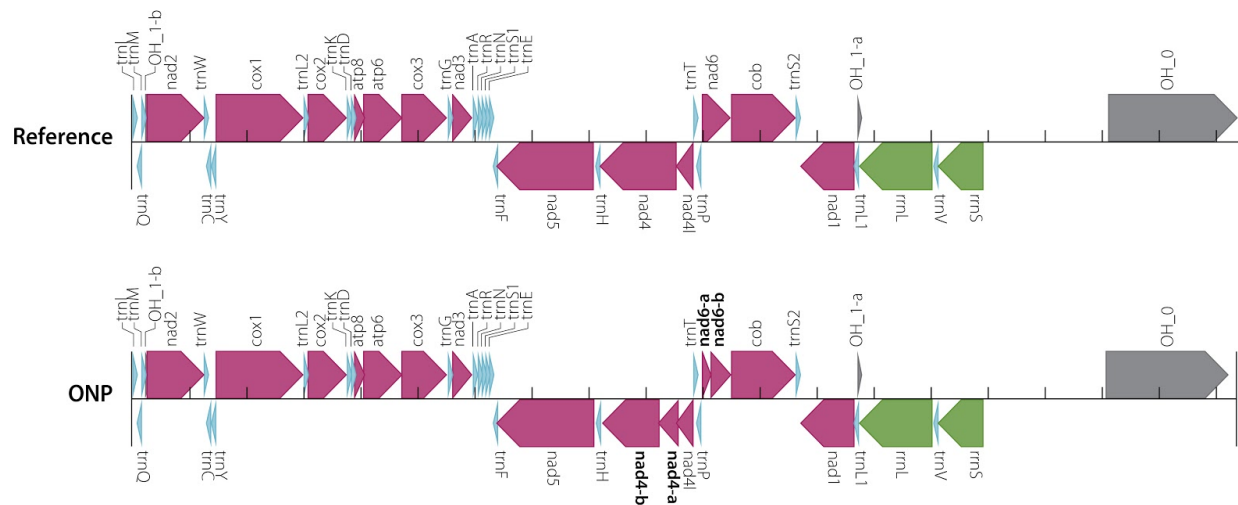 trnI
trnM
OH_1-b
nad2
trnW
cox1
trnL2
cox2
trnK
trnD
atp8
atp6
cox3
trnG
nad3
trnA
trnR
trnN
trnS1
trnE
trnT
nad6
cob
trnS2
OH_1-a
OH_0
Reference
trnQ
trnC
trnY
trnF
nad5
trnH
nad4
nad4l
trnP
nad1
trnL1
rrnL
trnV
rrnS
trnI
trnM
OH_1-b
nad2
trnW
cox1
trnL2
cox2
trnK
trnD
atp8
atp6
cox3
trnG
nad3
trnA
trnR
trnN
trnS1
trnE
trnT
nad6-a
nad6-b
cob
trnS2
OH_1-a
OH_0
ONP
trnQ
trnC
trnY
trnF
nad5
trnH
nad4-b
nad4-a
nad4l
trnP
nad1
trnL1
rrnL
trnV
rrnS